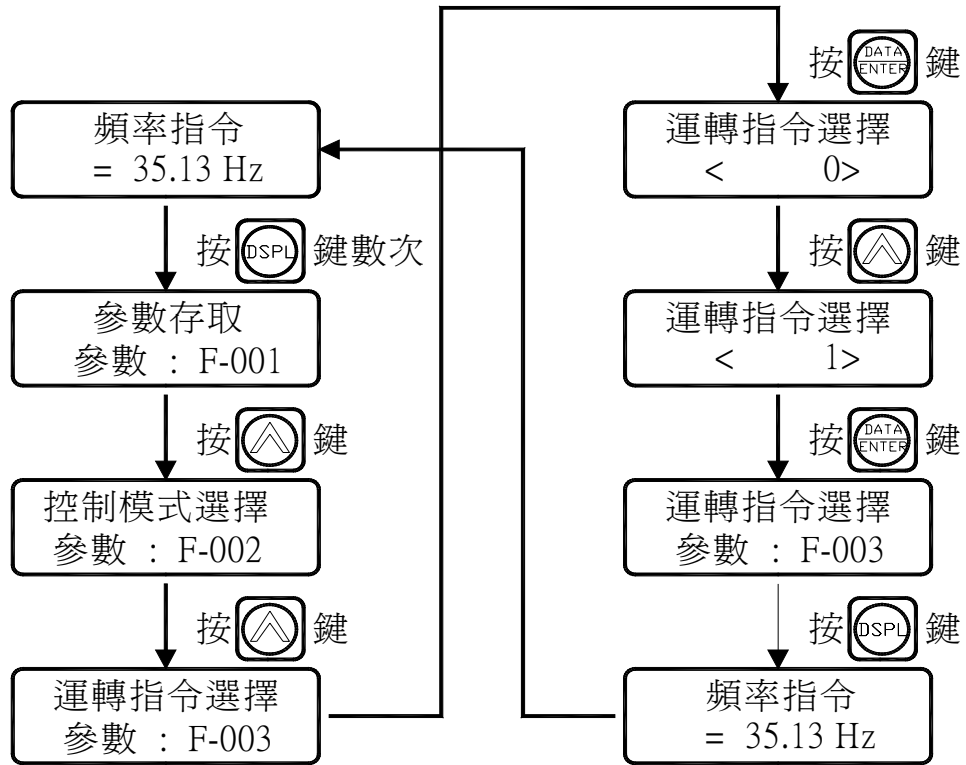 頻率指令
= 35.13 Hz
按 DSPL 鍵數次
參數存取
參數 : F-001
按 鍵
控制模式選擇
參數 : F-002
按 鍵
運轉指令選擇
參數 : F-003
按 DATA ENTER 鍵
運轉指令選擇
< 0>
按 鍵
運轉指令選擇
< 1>
按 DATA ENTER 鍵
運轉指令選擇
參數 : F-003
按 DSPL 鍵
頻率指令
= 35.13 Hz